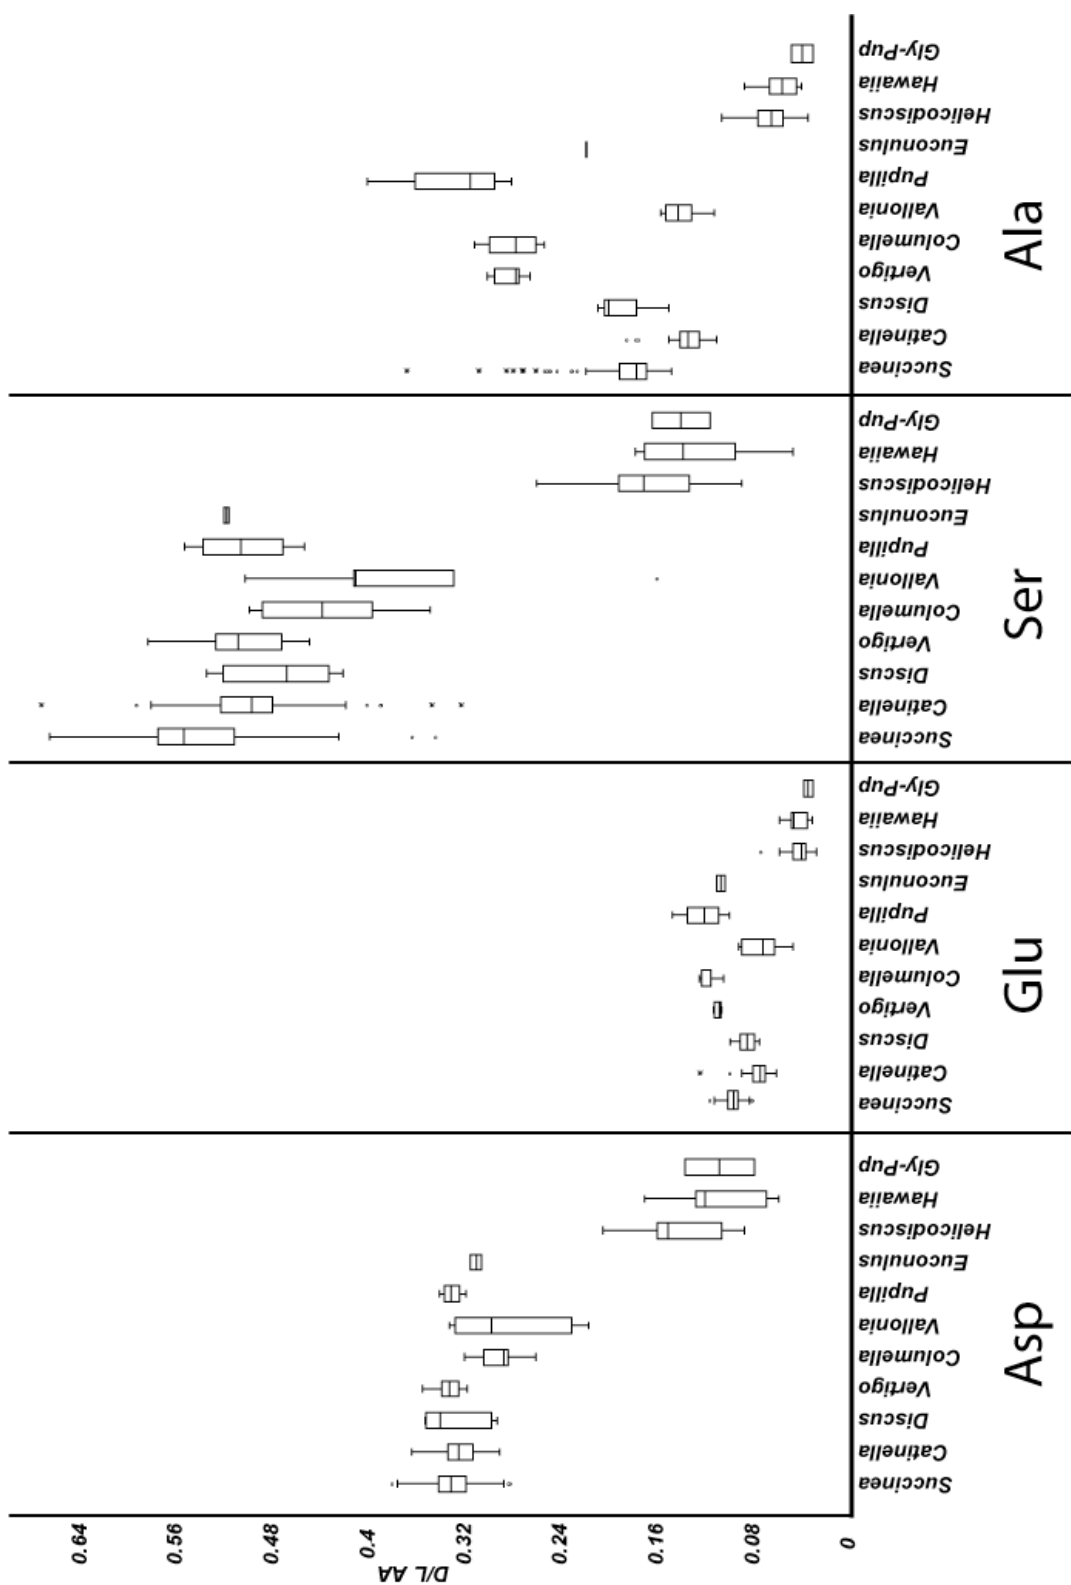 D/L AA
0.64
0.56
0.48
0.4
0.32
0.24
0.16
0.08
0
Succinea
Catinella
Discus
Vertigo
Columella
Vallonia
Pupilla
Euconulus
Helicodiscus
Hawaiia
Gly-Pup
Succinea
Catinella
Discus
Vertigo
Columella
Vallonia
Pupilla
Euconulus
Helicodiscus
Hawaiia
Gly-Pup
Succinea
Catinella
Discus
Vertigo
Columella
Vallonia
Pupilla
Euconulus
Helicodiscus
Hawaiia
Gly-Pup
Succinea
Catinella
Discus
Vertigo
Columella
Vallonia
Pupilla
Euconulus
Helicodiscus
Hawaiia
Gly-Pup
Asp
Glu
Ser
Ala